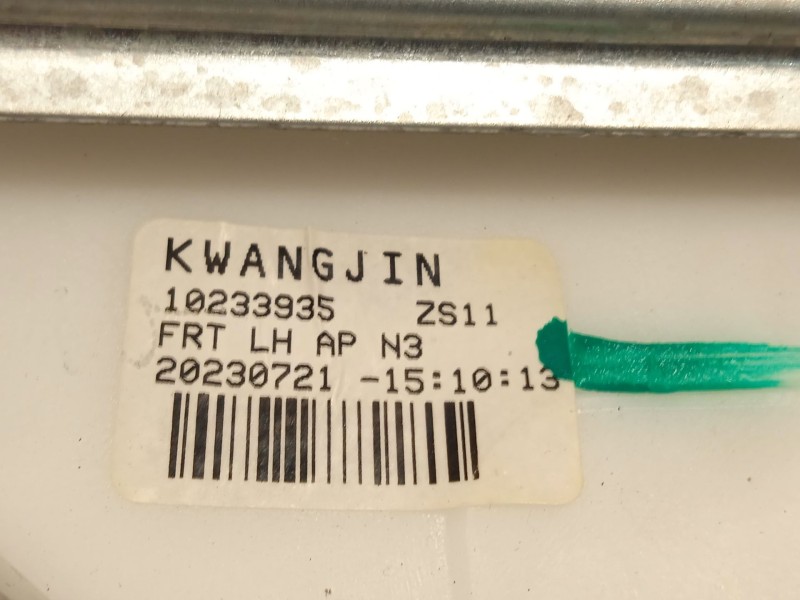 KWANGJIN
10233935 ZS11
FRT LH AP N3
20230721 -15:10:13